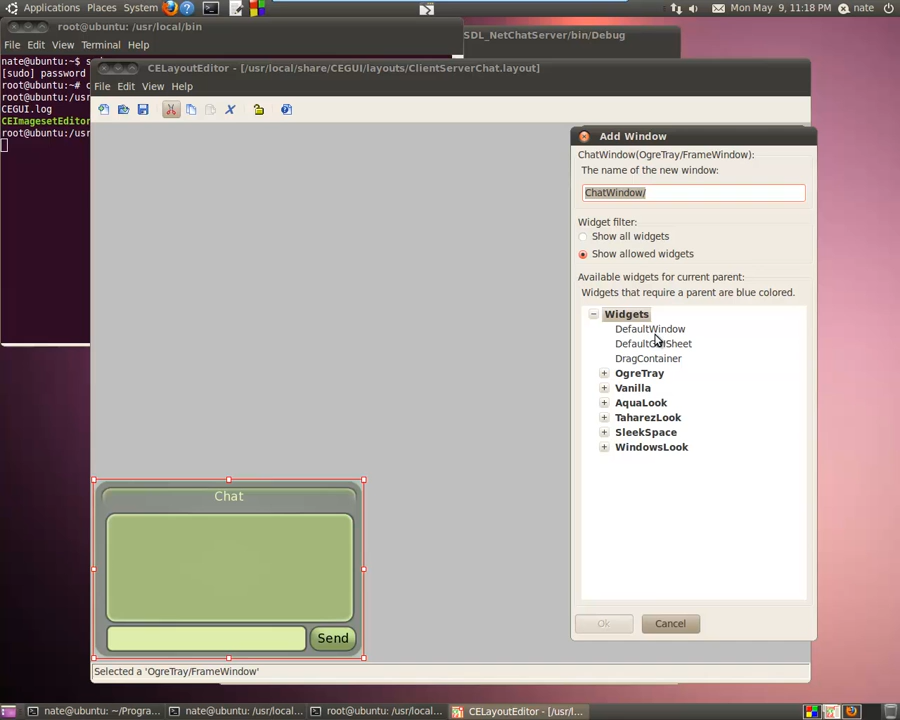 Applications Places System
Mon May 9, 11:18 PM nate
root@ubuntu: /usr/local/bin
SDL_NetChatServer/bin/Debug
File Edit View Terminal Help
nate@ubuntu:~$ s
[sudo] password
root@ubuntu:~# c
root@ubuntu:/usr
CEGUI.log
CEImagesetEditor
root@ubuntu:/usr
CELayoutEditor - [/usr/local/share/CEGUI/layouts/ClientServerChat.layout]
File Edit View Help
Add Window
ChatWindow(OgreTray/FrameWindow):
The name of the new window:
ChatWindow/
Widget filter:
Show all widgets
Show allowed widgets
Available widgets for current parent:
Widgets that require a parent are blue colored.
Widgets
DefaultWindow
DefaultGUISheet
DragContainer
OgreTray
Vanilla
AquaLook
TaharezLook
SleekSpace
WindowsLook
Ok Cancel
Chat
Send
Selected a 'OgreTray/FrameWindow'
nate@ubuntu: ~/Progra...
nate@ubuntu: /usr/local...
root@ubuntu: /usr/local...
CELayoutEditor - [/usr/l...